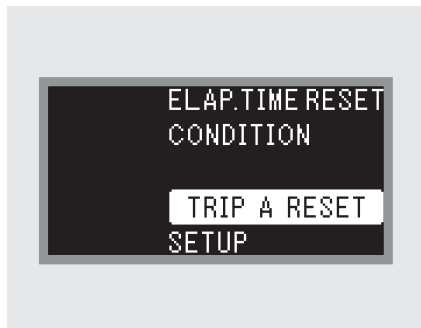 ELAP.TIME RESET
CONDITION
TRIP A RESET
SETUP